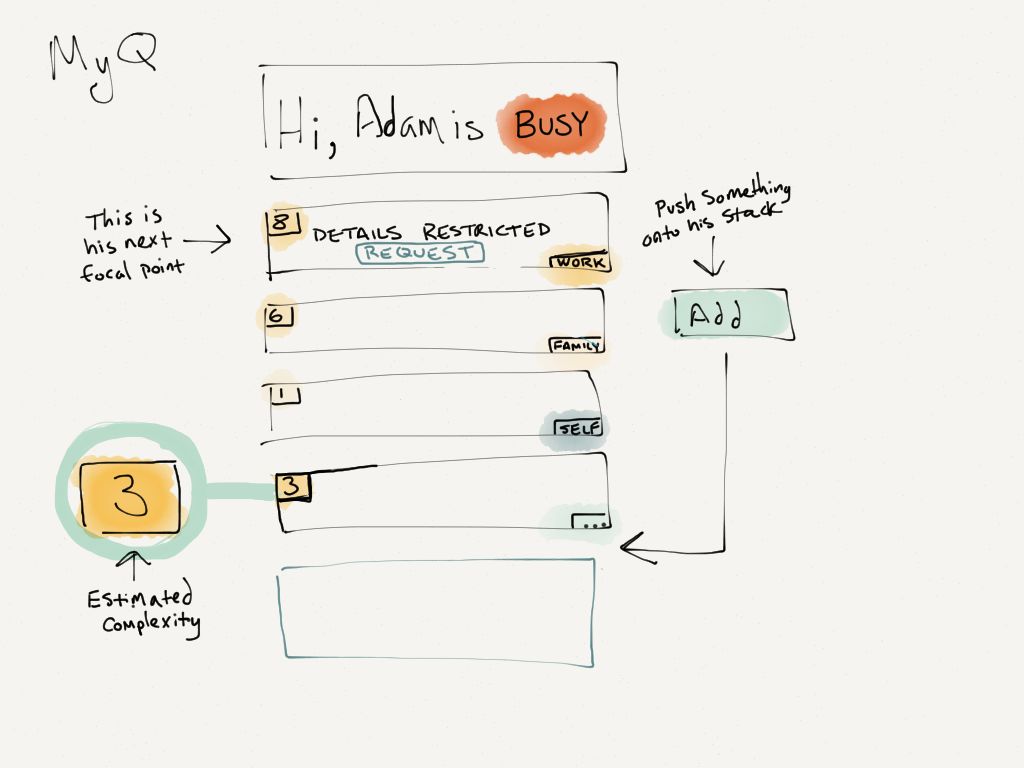 MyQ
Hi, Adam is BUSY
This is
his next
focal point
8
DETAILS RESTRICTED
REQUEST
WORK
Push Something
onto his stack
Add
6
FAMILY
1
SELF
3
3
...
Estimated
Complexity